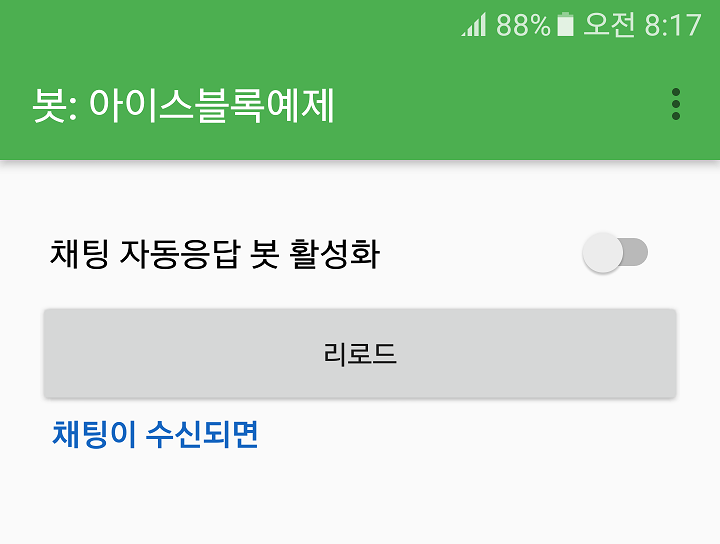 88% 오전 8:17
봇: 아이스블록예제
채팅 자동응답 봇 활성화
리로드
채팅이 수신되면